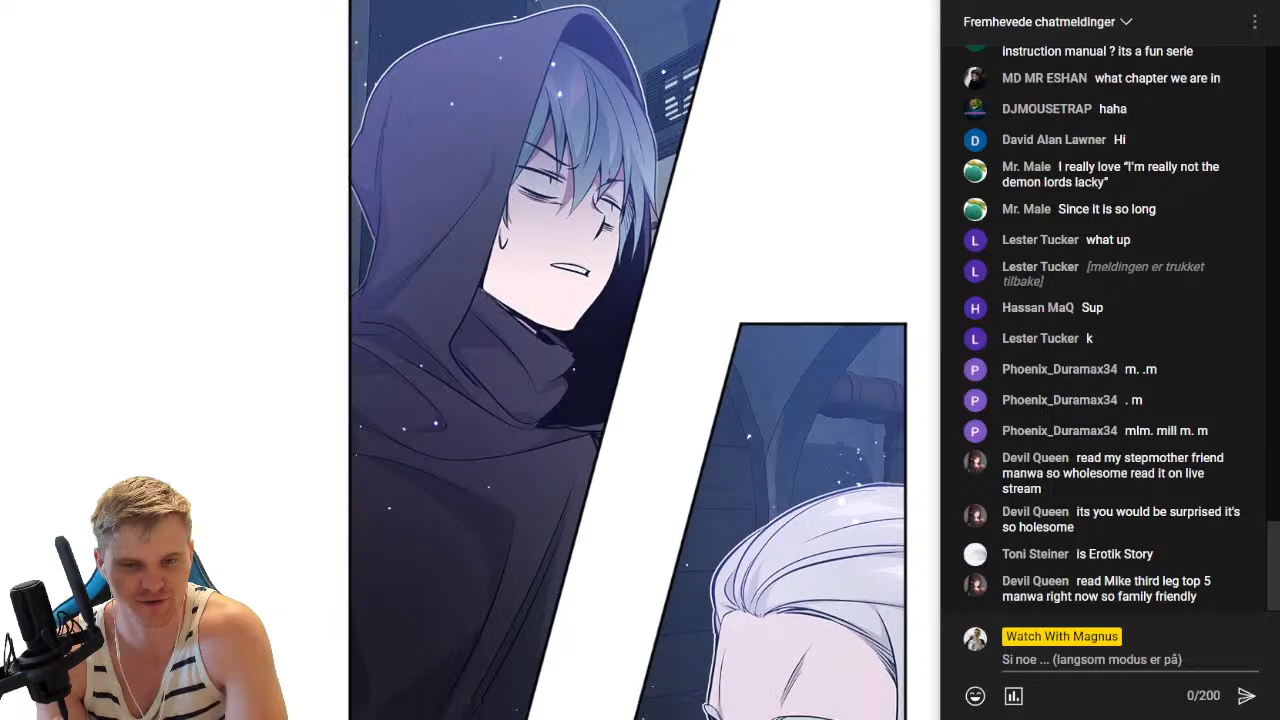 Fremhevede chatmeldinger
instruction manual ? its a fun serie
MD MR ESHAN what chapter we are in
DJMOUSETRAP haha
D David Alan Lawner Hi
Mr. Male I really love “I’m really not the
demon lords lacky”
Mr. Male Since It is so long
L Lester Tucker what up
L Lester Tucker [meldingen er trukket
tilbake]
H Hassan MaQ Sup
L Lester Tucker k
P Phoenix_Duramax34 m. .m
P Phoenix_Duramax34 . m
P Phoenix_Duramax34 mlm. mill m. m
Devil Queen read my stepmother friend
manwa so wholesome read it on live
stream
Devil Queen its you would be surprised it's
so holesome
Toni Steiner is Erotik Story
Devil Queen read Mike third leg top 5
manwa right now so family friendly
Watch With Magnus
Si noe ... (langsom modus er på)
0/200